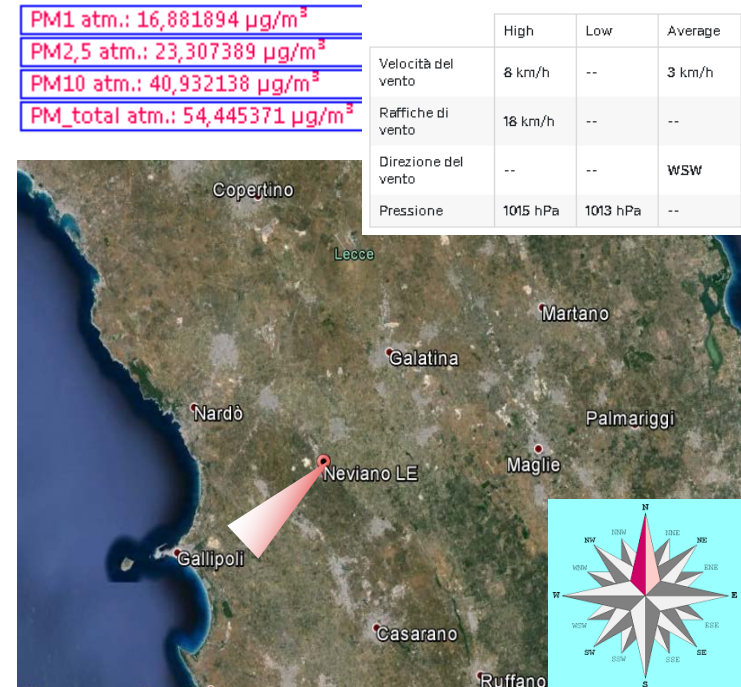 PM1 atm.: 16,881894 µg/m³
PM2,5 atm.: 23,307389 µg/m³
PM10 atm.: 40,932138 µg/m³
PM_total atm.: 54,445371 µg/m³
High Low Average
Velocità del
vento
8 km/h -- 3 km/h
Raffiche di
vento
18 km/h -- --
Direzione del
vento
-- -- WSW
Pressione 1015 hPa 1013 hPa --
Copertino
Lecce
Martano
Galatina
Nardò
Palmariggi
Maglie
Neviano LE
Gallipoli
Casarano
Ruffano
N
NNW NNE
NW NE
WNW ENE
W E
WSW ESE
SW SE
SSW SSE
S